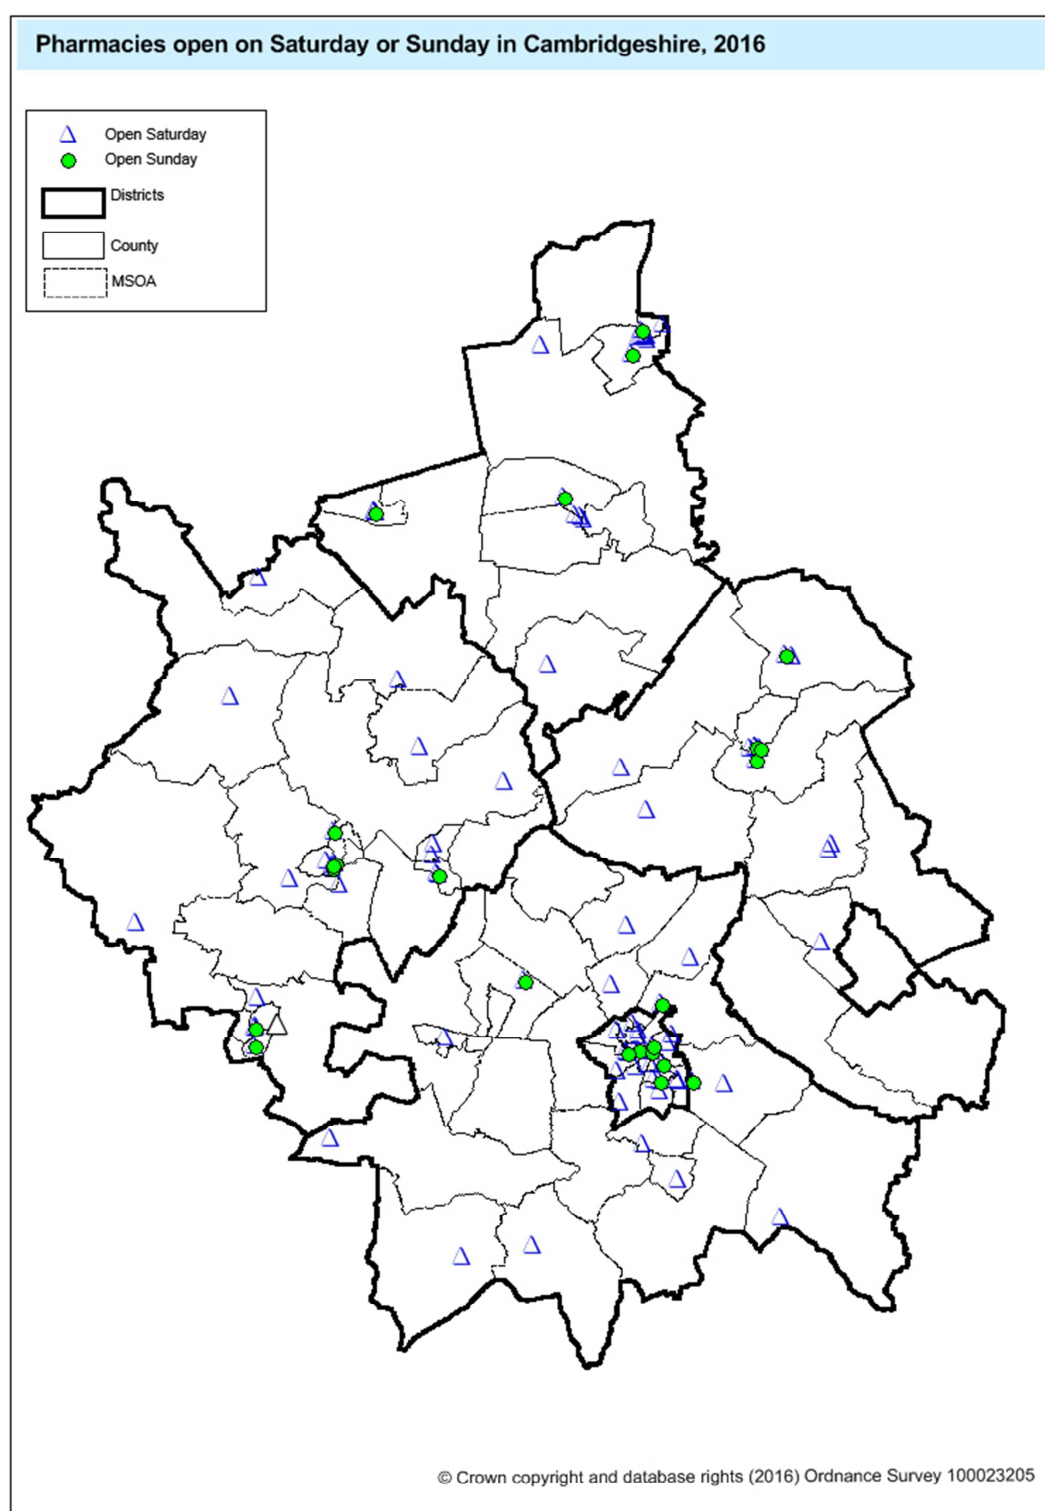 Pharmacies open on Saturday or Sunday in Cambridgeshire, 2016
Open Saturday
Open Sunday
Districts
County
MSOA
© Crown copyright and database rights (2016) Ordnance Survey 100023205